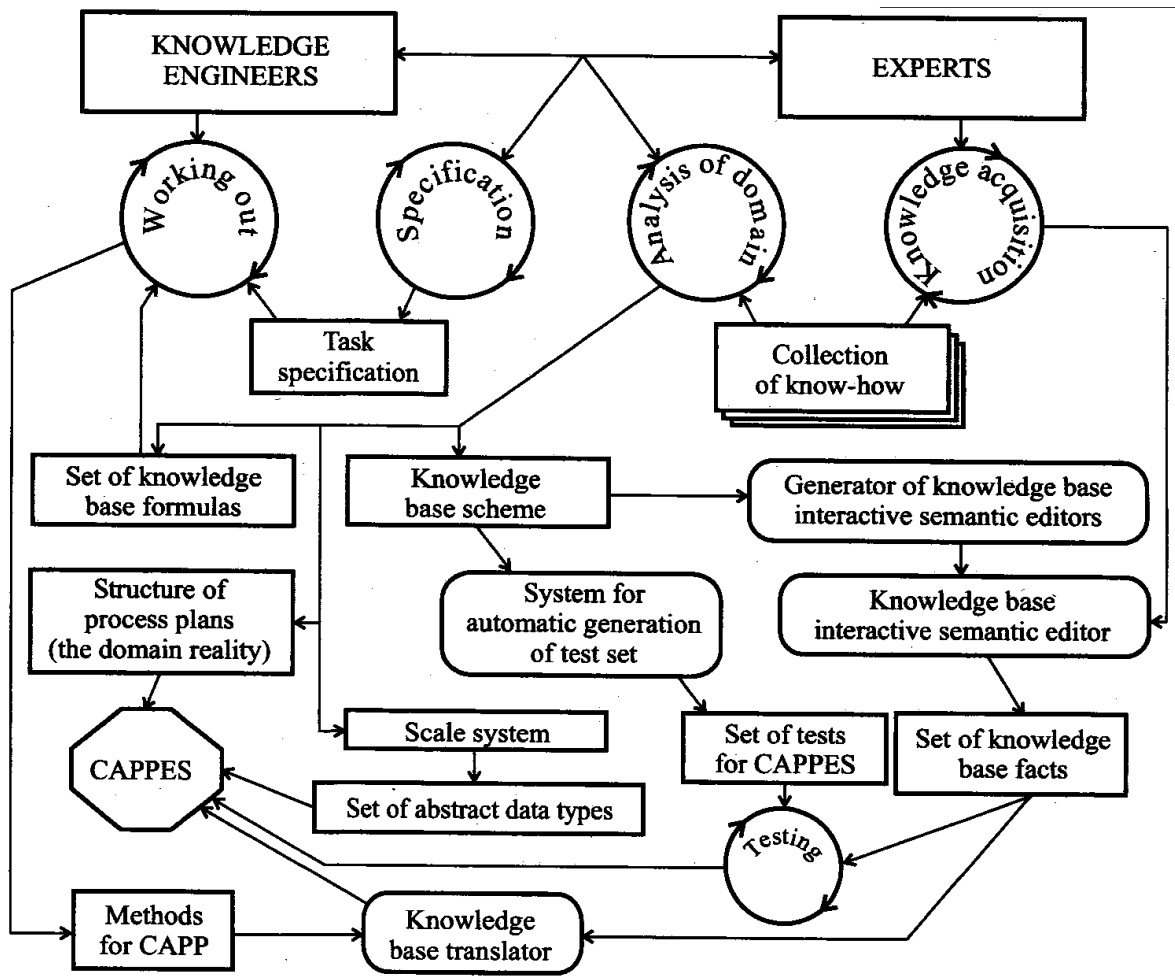 KNOWLEDGE
ENGINEERS
EXPERTS
Working out
Specification
Analysis of domain
Knowledge acquisition
Task
specification
Collection
of know-how
Set of knowledge
base formulas
Knowledge
base scheme
Generator of knowledge base
interactive semantic editors
Structure of
process plans
(the domain reality)
System for
automatic generation
of test set
Knowledge base
interactive semantic editor
CAPPES
Scale system
Set of tests
for CAPPES
Set of knowledge
base facts
Set of abstract data types
Testing
Methods
for CAPP
Knowledge
base translator